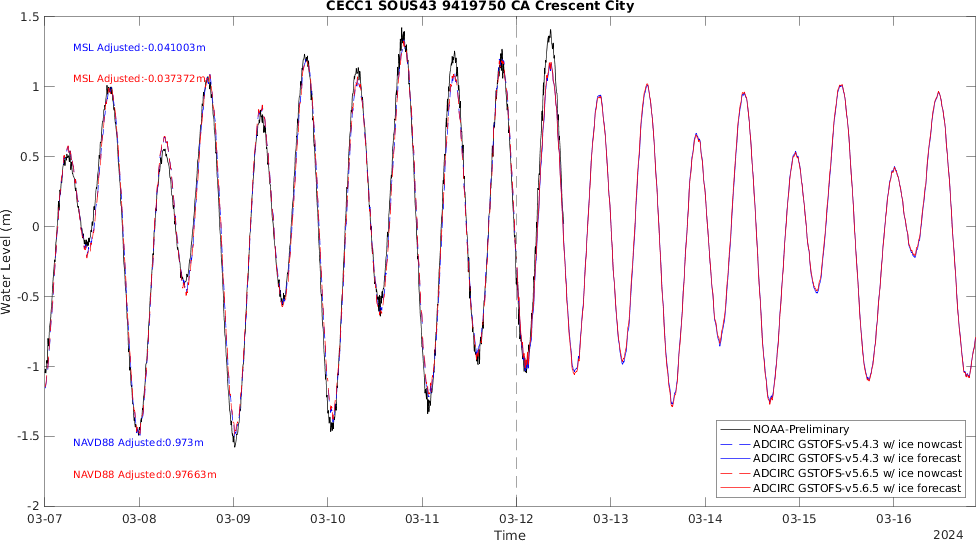 CECC1 SOUS43 9419750 CA Crescent City
1.5
MSL Adjusted:-0.041003m
MSL Adjusted:-0.037372m
1
0.5
0
Water Level (m)
-0.5
-1
-1.5
NAVD88 Adjusted:0.973m
NAVD88 Adjusted:0.97663m
NOAA-Preliminary
ADCIRC GSTOFS-v5.4.3 w/ ice nowcast
ADCIRC GSTOFS-v5.4.3 w/ ice forecast
ADCIRC GSTOFS-v5.6.5 w/ ice nowcast
ADCIRC GSTOFS-v5.6.5 w/ ice forecast
-2
03-07 03-08 03-09 03-10 03-11 03-12 03-13 03-14 03-15 03-16
Time
2024